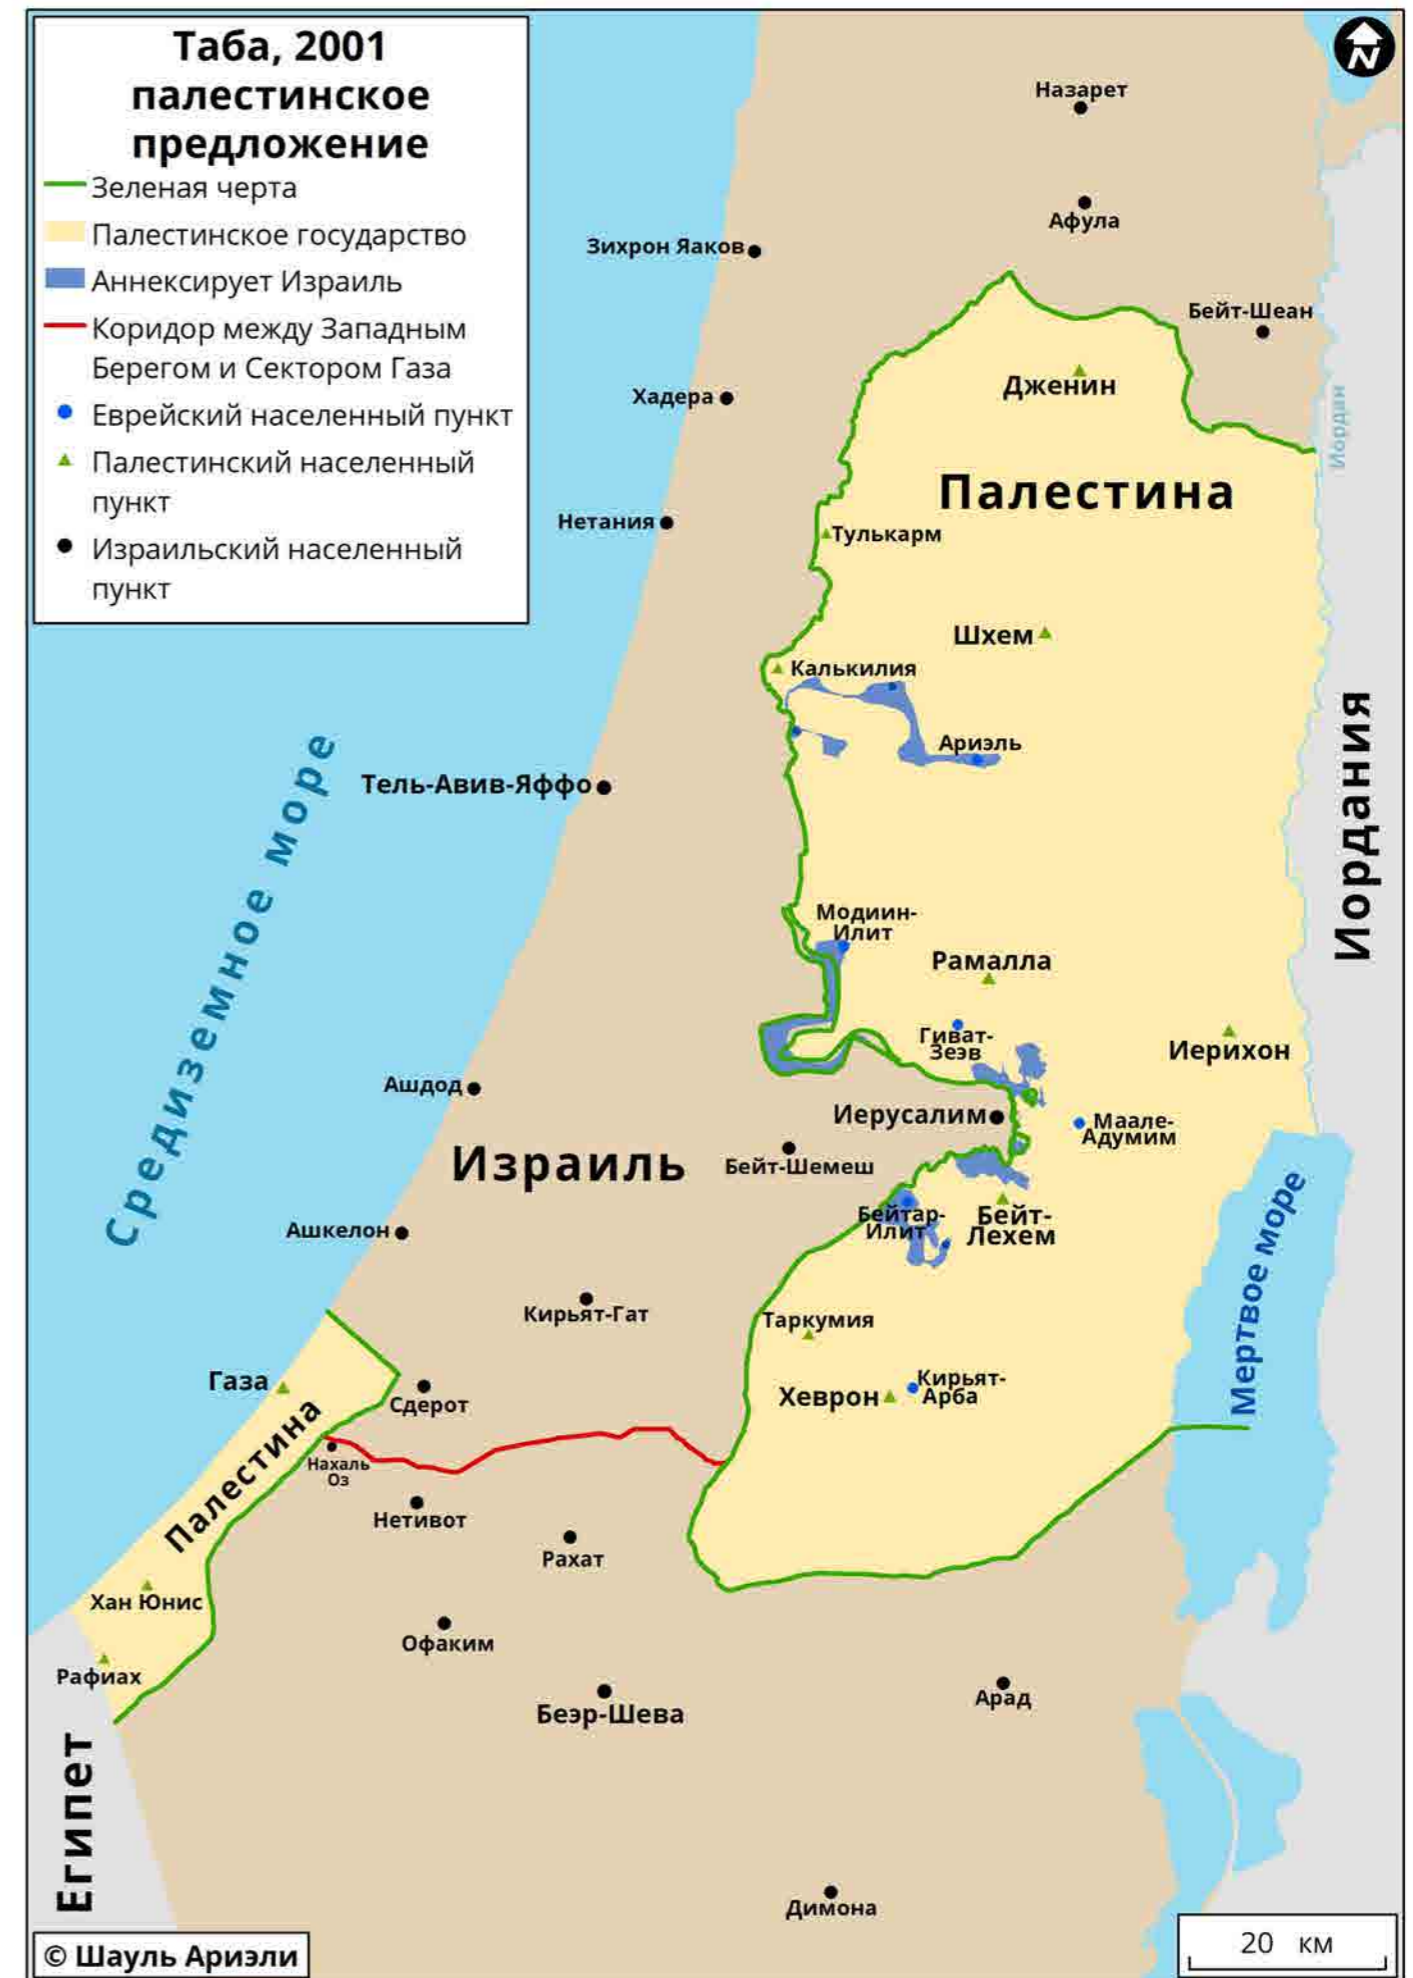 Таба, 2001
палестинское
предложение
Зеленая черта
Палестинское государство
Аннексирует Израиль
Коридор между Западным
Берегом и Сектором Газа
Еврейский населенный пункт
Палестинский населенный
пункт
Израильский населенный
пункт
N
Назарет
Афула
Зихрон Яаков
Бейт-Шеан
Дженин
Хадера
Иордан
Палестина
Нетания
Тулькарм
Шхем
Калькилия
Ариэль
Средиземное море
Тель-Авив-Яффо
Иордания
Модиин-
Илит
Рамалла
Гиват-
Зеэв
Иерихон
Ашдод
Иерусалим
Маале-
Адумим
Израиль
Бейт-Шемеш
Бейтар-
Илит
Бейт-
Лехем
Мертвое море
Ашкелон
Кирьят-Гат
Таркумия
Газа
Сдерот
Хеврон
Кирьят-
Арба
Палестина
Нахаль
Оз
Нетивот
Рахат
Хан Юнис
Офаким
Рафиах
Беэр-Шева
Арад
Египет
Димона
© Шауль Ариэли
20 км